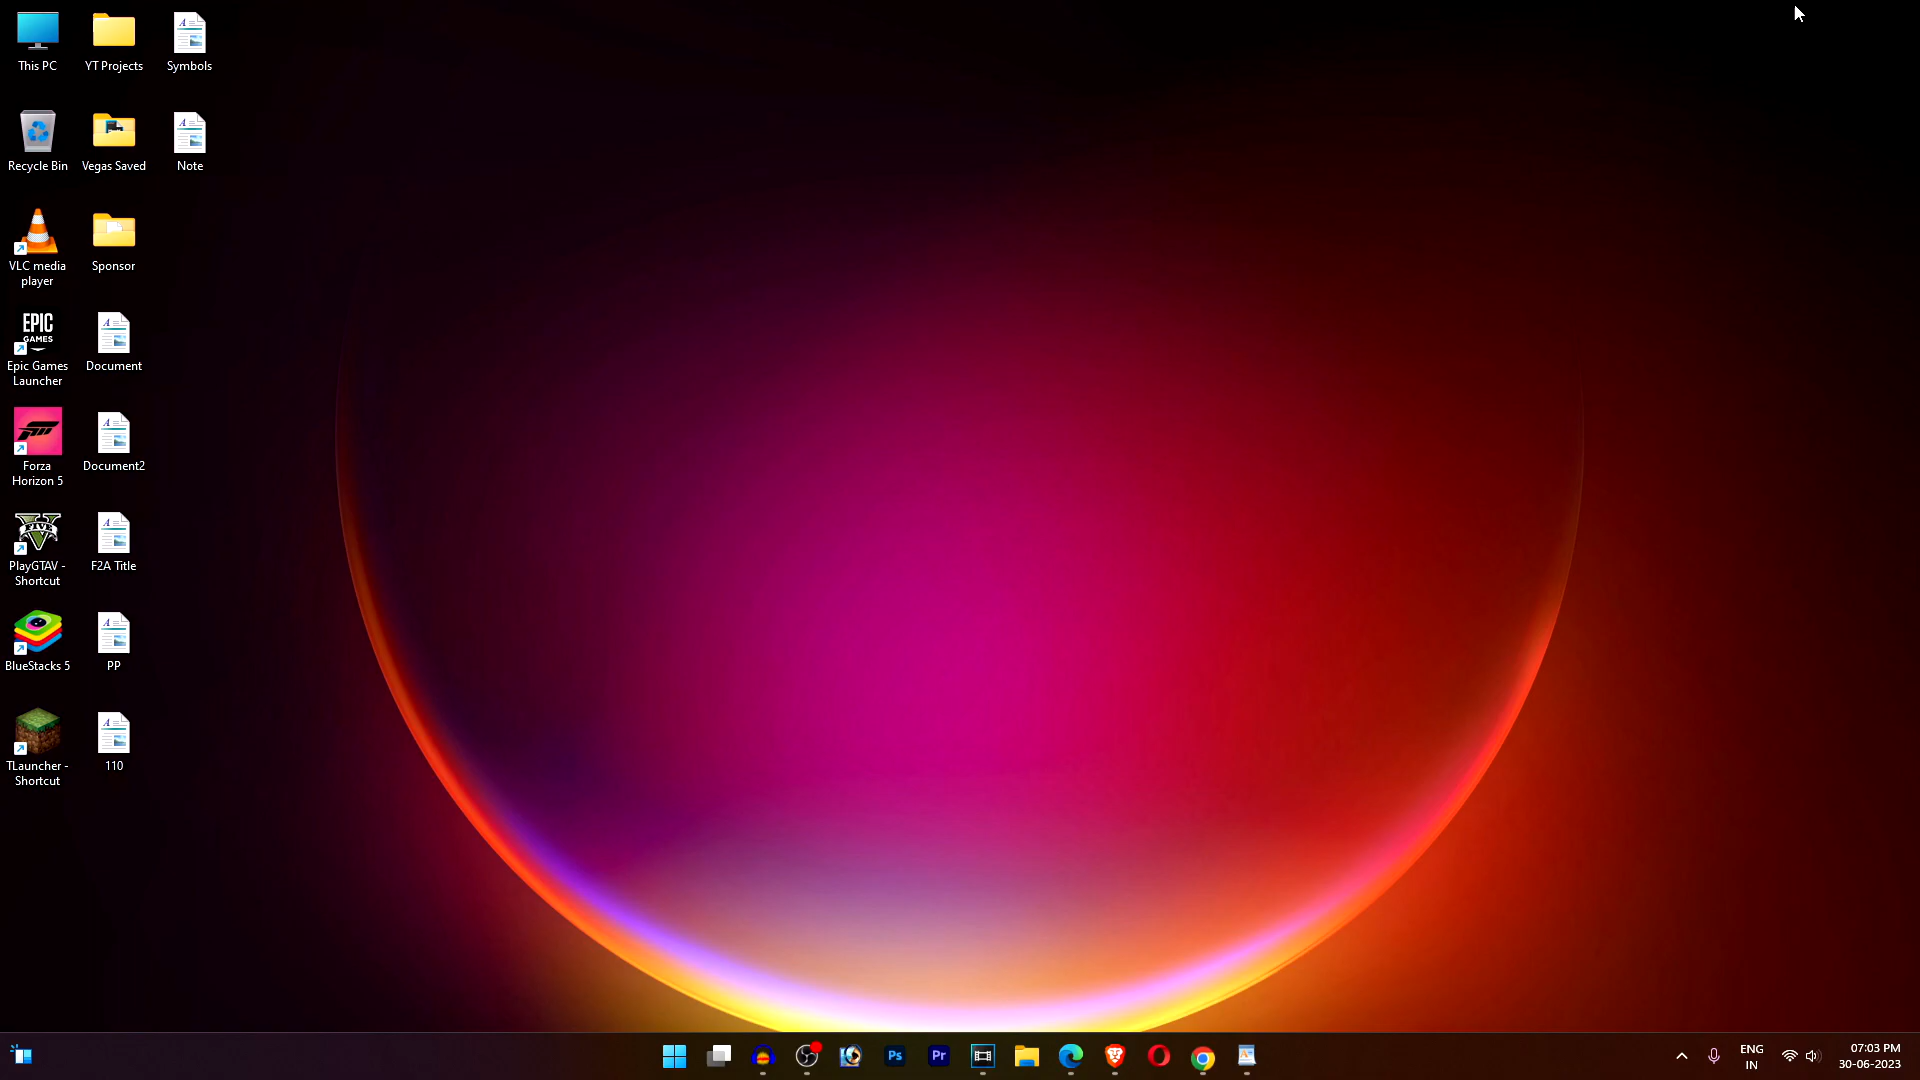 This PC
YT Projects
Symbols
Recycle Bin
Vegas Saved
Note
VLC media
player
Sponsor
EPIC
GAMES
Epic Games
Launcher
Document
Forza
Horizon 5
Document2
FIVE
PlayGTAV -
Shortcut
F2A Title
BlueStacks 5
PP
TLauncher -
Shortcut
110
Ps
Pr
ENG
IN
07:03 PM
30-06-2023